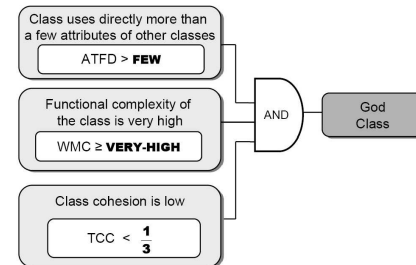 Class uses directly more than
a few attributes of other classes
ATFD > FEW
Functional complexity of
the class is very high
WMC ≥ VERY-HIGH
AND
God
Class
Class cohesion is low
TCC < 1
3